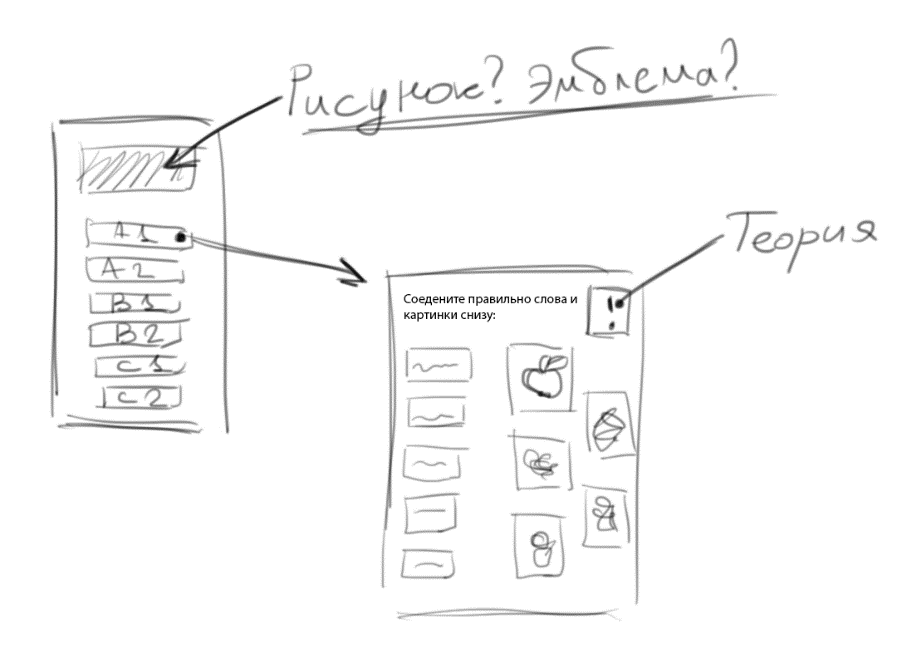 Рисунок? Эмблема?
A1
A2
B1
B2
C1
C2
Теория
Соедените правильно слова и
картинки снизу:
!